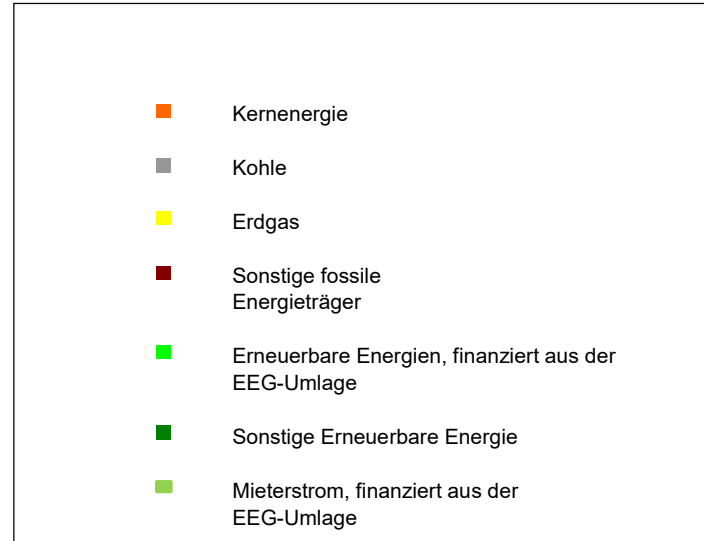 Kernenergie
Kohle
Erdgas
Sonstige fossile
Energieträger
Erneuerbare Energien, finanziert aus der
EEG-Umlage
Sonstige Erneuerbare Energie
Mieterstrom, finanziert aus der
EEG-Umlage